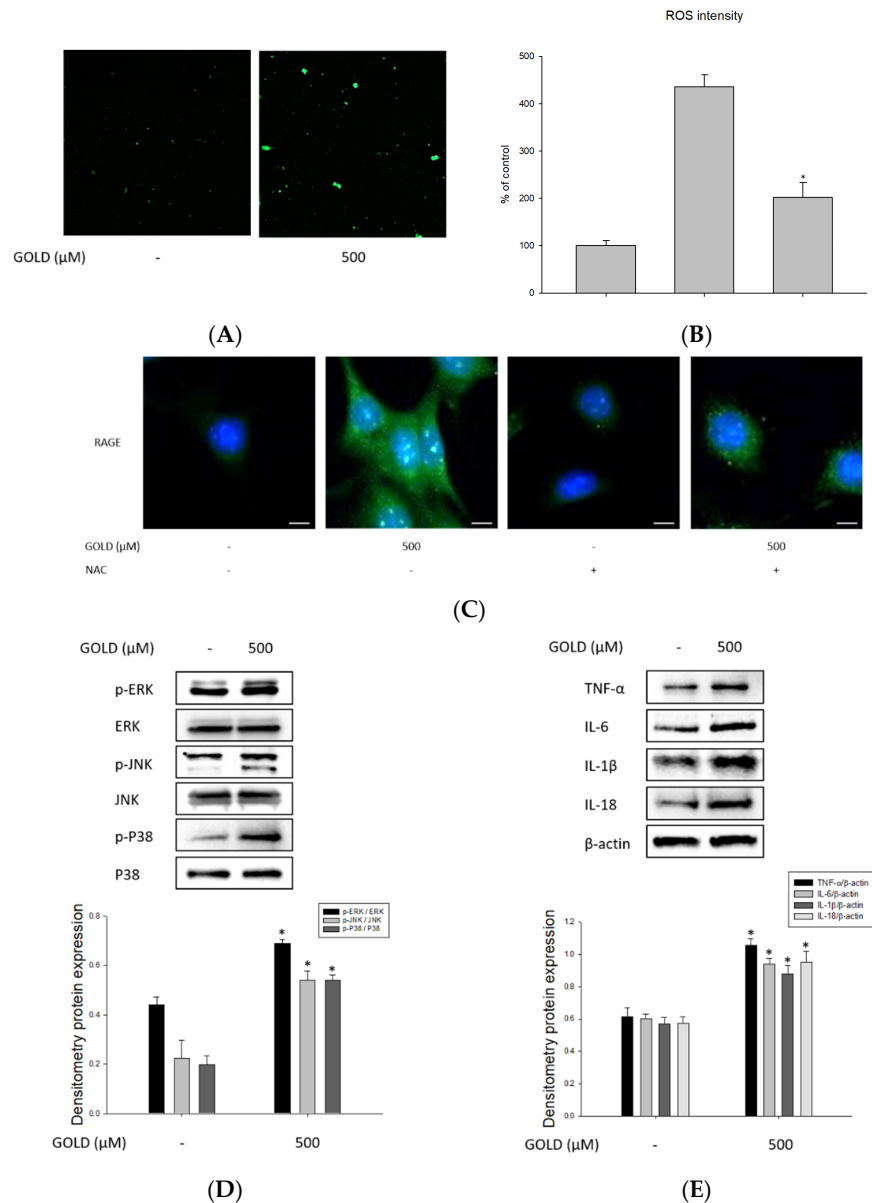 ROS intensity
500
400
300
200
100
0
% of control
*
GOLD (µM) - 500
(A) (B)
RAGE
GOLD (µM) - 500 - 500
NAC - - + +
(C)
GOLD (µM) - 500
p-ERK
ERK
p-JNK
JNK
p-P38
P38
p-ERK / ERK
p-JNK / JNK
p-P38 / P38
Densitometry protein expression
0.8
0.6
0.4
0.2
0.0
* * *
GOLD (µM) - 500
(D)
GOLD (µM) - 500
TNF-α
IL-6
IL-1β
IL-18
β-actin
TNF-α/β-actin
IL-6/β-actin
IL-1β/β-actin
IL-18/β-actin
Densitometry protein expression
1.2
1.0
0.8
0.6
0.4
0.2
0.0
* * * *
GOLD (µM) - 500
(E)